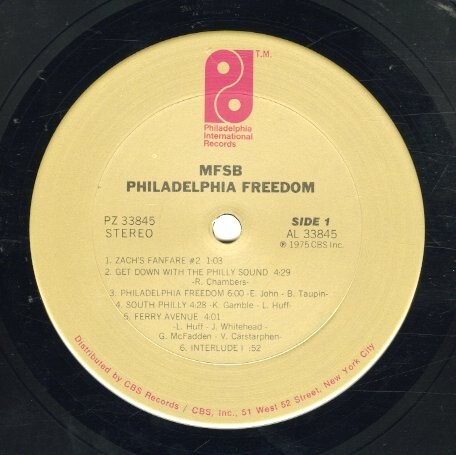 T.M.
Philadelphia
International
Records
MFSB
PHILADELPHIA FREEDOM
PZ 33845
STEREO
SIDE 1
AL 33845
℗ 1975 CBS Inc.
1. ZACH'S FANFARE #2 1:03
2. GET DOWN WITH THE PHILLY SOUND 4:29
-R. Chambers-
3. PHILADELPHIA FREEDOM 6:00 -E. John - B. Taupin-
4. SOUTH PHILLY 4:28 -K. Gamble - L. Huff-
5. FERRY AVENUE 4:01
-L. Huff - J. Whitehead -
G. McFadden - V. Carstarphen-
6. INTERLUDE I :52
Distributed by CBS Records / CBS, Inc., 51 West 52 Street, New York City